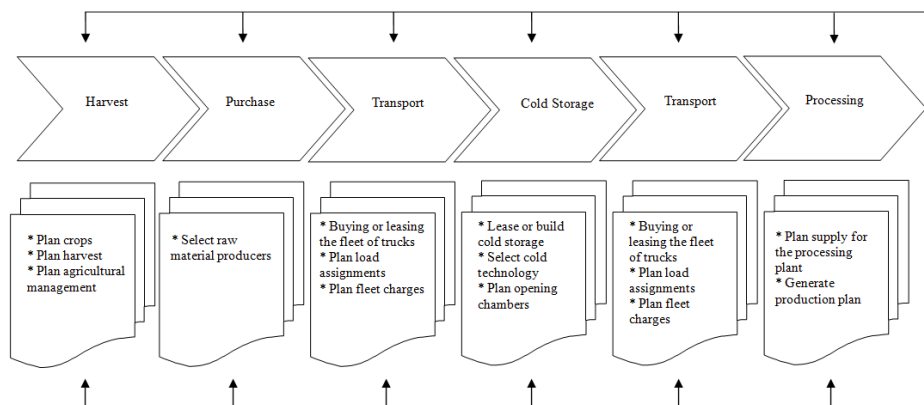 Harvest
Purchase
Transport
Cold Storage
Transport
Processing
* Plan crops
* Plan harvest
* Plan agricultural
management
* Select raw
material producers
* Buying or leasing
the fleet of trucks
* Plan load
assignments
* Plan fleet charges
* Lease or build
cold storage
* Select cold
technology
* Plan opening
chambers
* Buying or
leasing the fleet
of trucks
* Plan load
assignments
* Plan fleet
charges
* Plan supply for
the processing
plant
* Generate
production plan